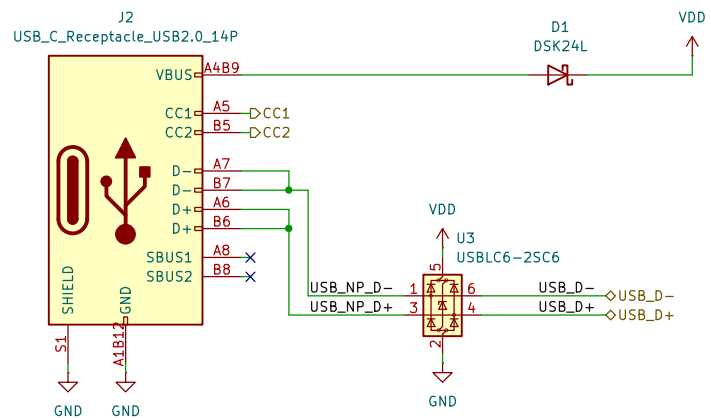 J2
USB_C_Receptacle_USB2.0_14P
D1
DSK24L
VDD
VBUS A4B9
CC1 A5 CC1
CC2 B5 CC2
D- A7
D- B7
D+ A6
D+ B6
SBUS1 A8
SBUS2 B8
SHIELD
GND
S1
A1B12
GND
GND
VDD
U3
USBLC6-2SC6
5
USB_NP_D- 1 6 USB_D- USB_D-
USB_NP_D+ 3 4 USB_D+ USB_D+
2
GND